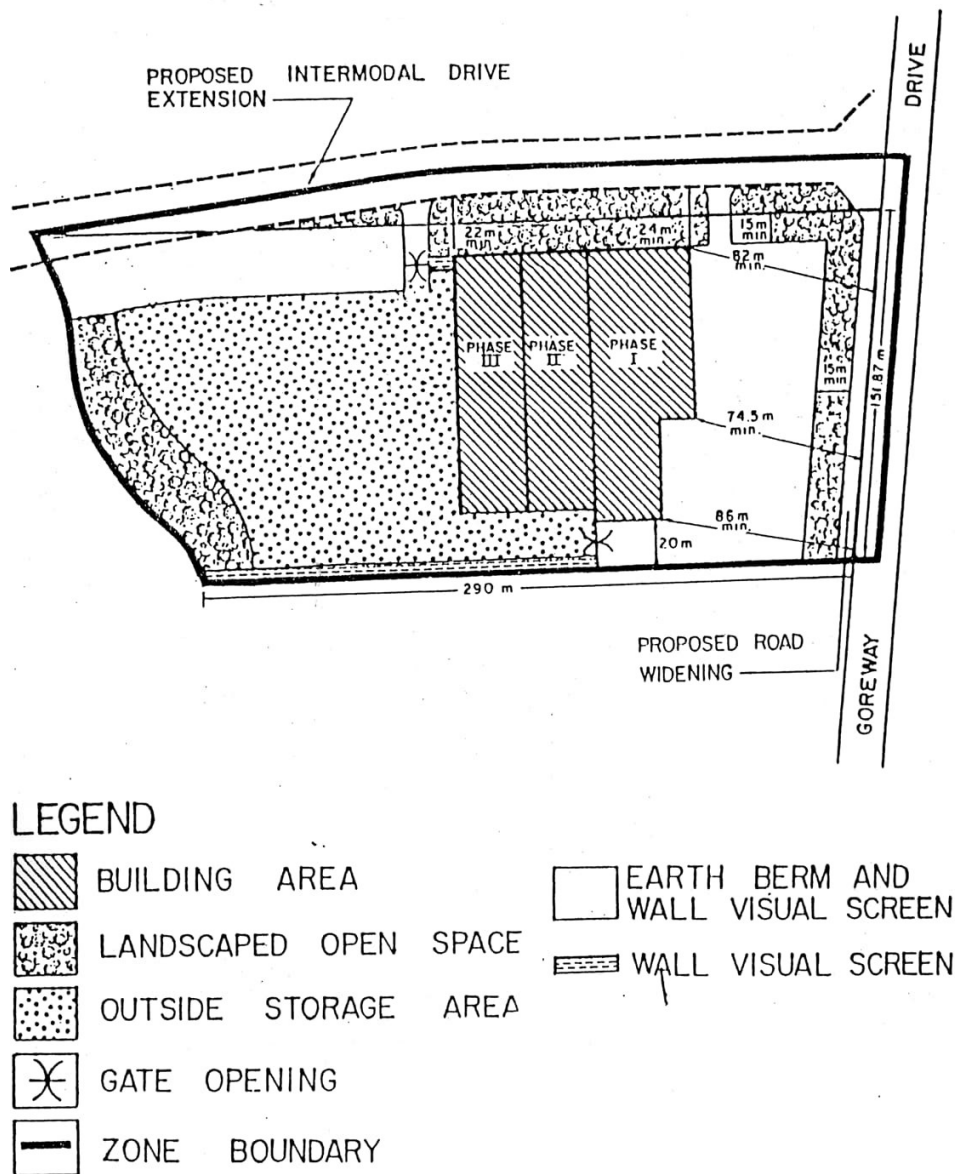 PROPOSED INTERMODAL DRIVE
EXTENSION
DRIVE
22m
min.
24m
min.
15m
min
82m
min.
PHASE
III
PHASE
II
PHASE
I
15m
min
151.87m
74.5m
min.
86m
min.
20m
290 m
PROPOSED ROAD
WIDENING
GOREWAY
LEGEND
BUILDING AREA
LANDSCAPED OPEN SPACE
OUTSIDE STORAGE AREA
GATE OPENING
ZONE BOUNDARY
EARTH BERM AND
WALL VISUAL SCREEN
WALL VISUAL SCREEN